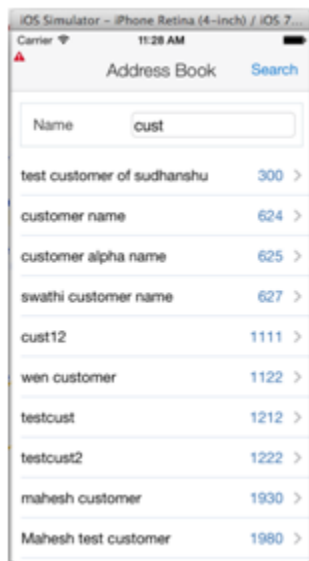 iOS Simulator - iPhone Retina (4-inch) / iOS 7...
Carrier 11:28 AM
Address Book Search
Name cust
test customer of sudhanshu 300
customer name 624
customer alpha name 625
swathi customer name 627
cust12 1111
wen customer 1122
testcust 1212
testcust2 1222
mahesh customer 1930
Mahesh test customer 1980